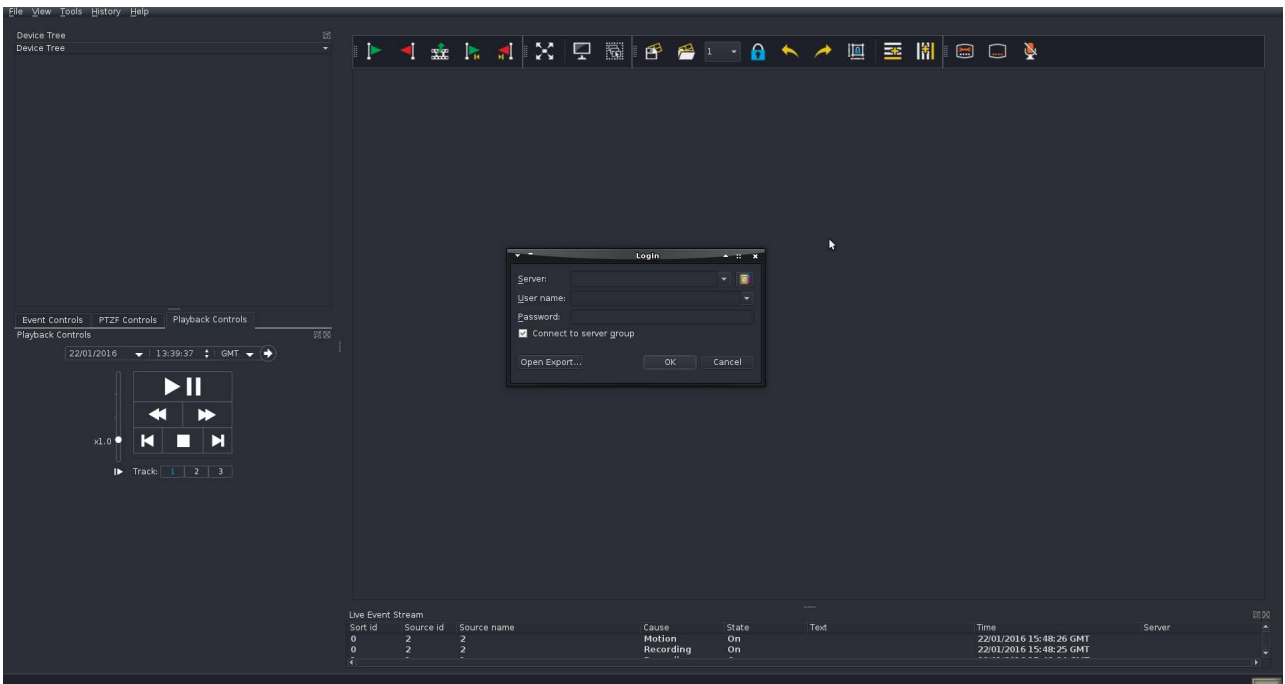 File View Tools History Help
Device Tree
Device Tree
1
Login
Server:
User name:
Password:
Connect to server group
Open Export... OK Cancel
Event Controls PTZF Controls Playback Controls
Playback Controls
22/01/2016 13:39:37 GMT
x1.0
Track: 1 2 3
Live Event Stream
Sort id Source id Source name Cause State Text Time Server
0 2 2 Motion On 22/01/2016 15:48:26 GMT
0 2 2 Recording On 22/01/2016 15:48:25 GMT